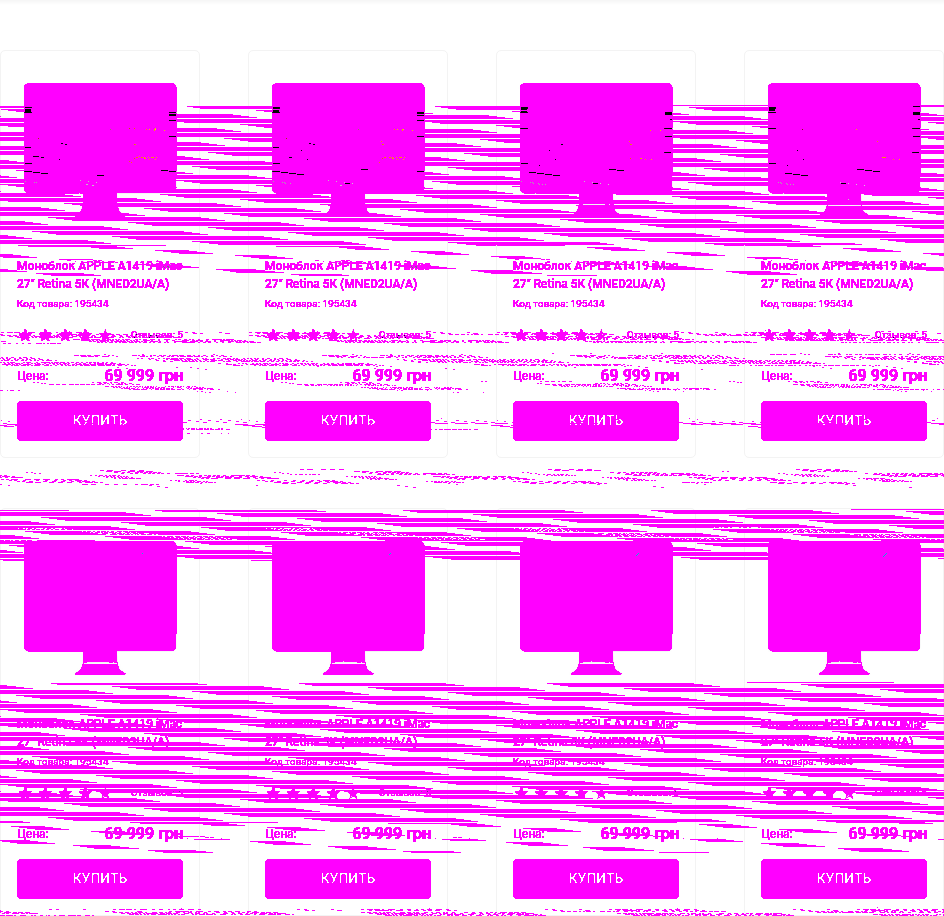 Моноблок APPLE A1419 iMac Моноблок APPLE A1419 iMac Моноблок APPLE A1419 iMac Моноблок APPLE A1419 iMac
27" Retina 5K (MNED2UA/A) 27" Retina 5K (MNED2UA/A) 27" Retina 5K (MNED2UA/A) 27" Retina 5K (MNED2UA/A)
Код товара: 195434 Код товара: 195434 Код товара: 195434 Код товара: 195434
Отзывов: 5 Отзывов: 5 Отзывов: 5 Отзывов: 5
Цена: 69 999 грн Цена: 69 999 грн Цена: 69 999 грн Цена: 69 999 грн
КУПИТЬ КУПИТЬ КУПИТЬ КУПИТЬ
Моноблок APPLE A1419 iMac Моноблок APPLE A1419 iMac Моноблок APPLE A1419 iMac Моноблок APPLE A1419 iMac
27" Retina 5K (MNED2UA/A) 27" Retina 5K (MNED2UA/A) 27" Retina 5K (MNED2UA/A) 27" Retina 5K (MNED2UA/A)
Код товара: 195434 Код товара: 195434 Код товара: 195434 Код товара: 195434
Цена: 69 999 грн Цена: 69 999 грн Цена: 69 999 грн Цена: 69 999 грн
КУПИТЬ КУПИТЬ КУПИТЬ КУПИТЬ